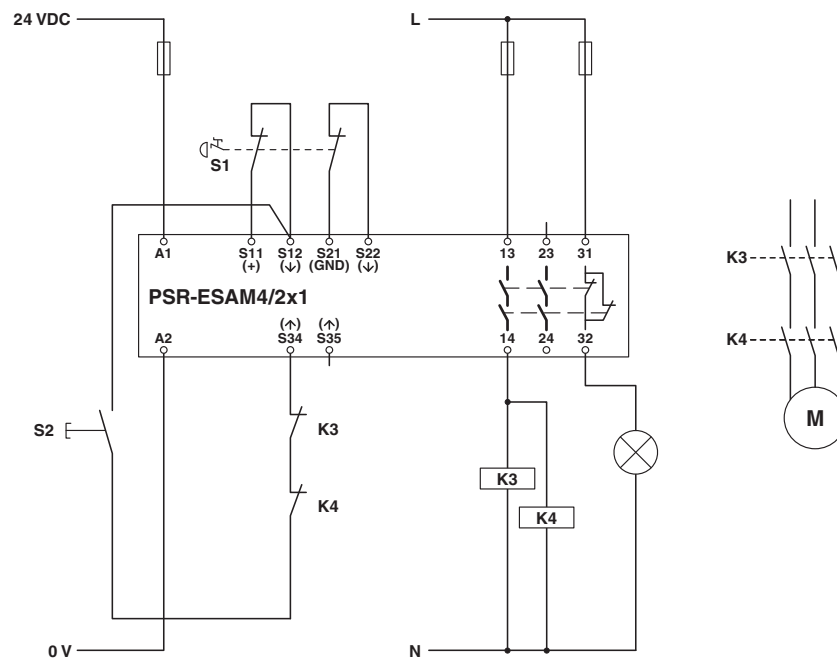 24 VDC
L
S1
A1
S11
(+)
S12
(↓)
S21
(GND)
S22
(↓)
13
23
31
PSR-ESAM4/2x1
A2
(↑)
S34
(↑)
S35
14
24
32
K3
K4
M
S2
K3
K4
K3
K4
0 V
N